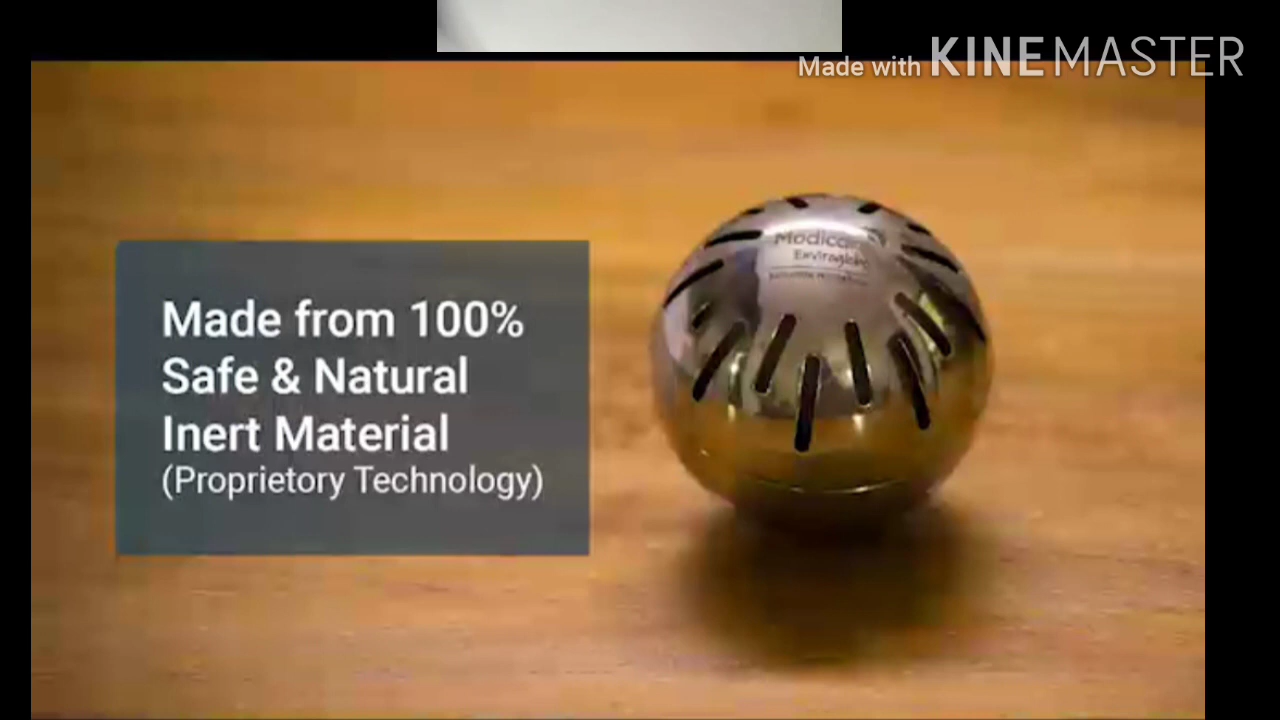 Made with KINEMASTER
Made from 100%
Safe & Natural
Inert Material
(Proprietory Technology)